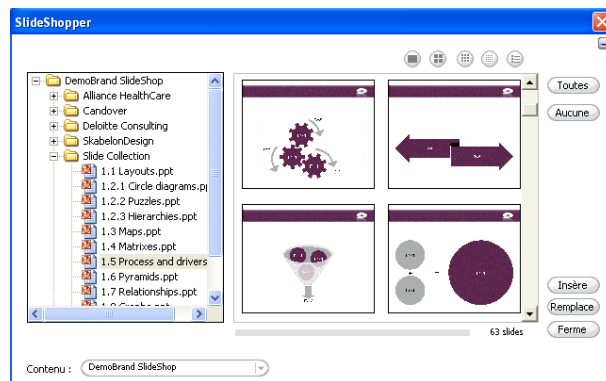 SlideShopper
DemoBrand SlideShop
Alliance HealthCare
Candover
Deloitte Consulting
SkabelonDesign
Slide Collection
1.1 Layouts.ppt
1.2.1 Circle diagrams.p
1.2.2 Puzzles.ppt
1.2.3 Hierarchies.ppt
1.3 Maps.ppt
1.4 Matrixes.ppt
1.5 Process and drivers
1.6 Pyramids.ppt
1.7 Relationships.ppt
Toutes
Aucune
Insère
Remplace
Ferme
63 slides
Contenu : DemoBrand SlideShop